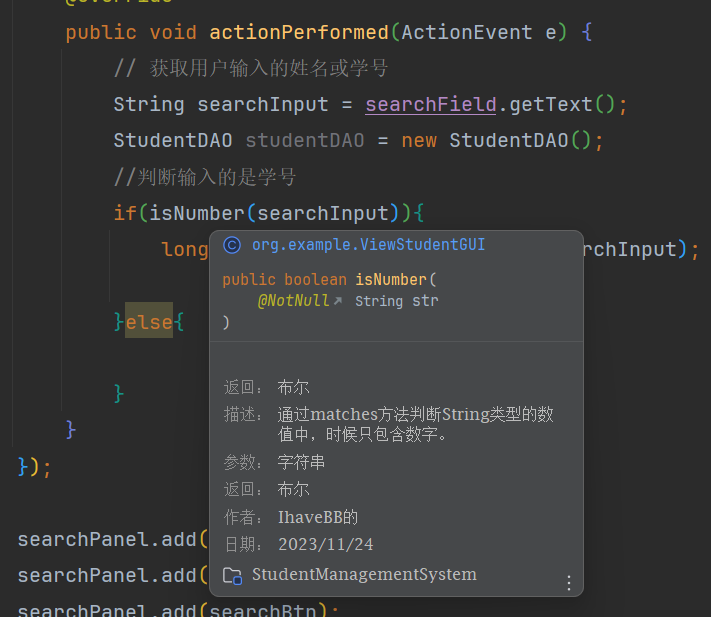 public void actionPerformed(ActionEvent e) {
// 获取用户输入的姓名或学号
String searchInput = searchField.getText();
StudentDAO studentDAO = new StudentDAO();
//判断输入的是学号
if(isNumber(searchInput)){
long rchInput);
org.example.ViewStudentGUI
public boolean isNumber(
@NotNull String str
)
}else{
返回： 布尔
描述： 通过matches方法判断String类型的数
值中，时候只包含数字。
}
参数： 字符串
}
返回： 布尔
});
作者： IhaveBB的
日期： 2023/11/24
searchPanel.add(
StudentManagementSystem
searchPanel.add(
searchPanel.add(searchBtn);